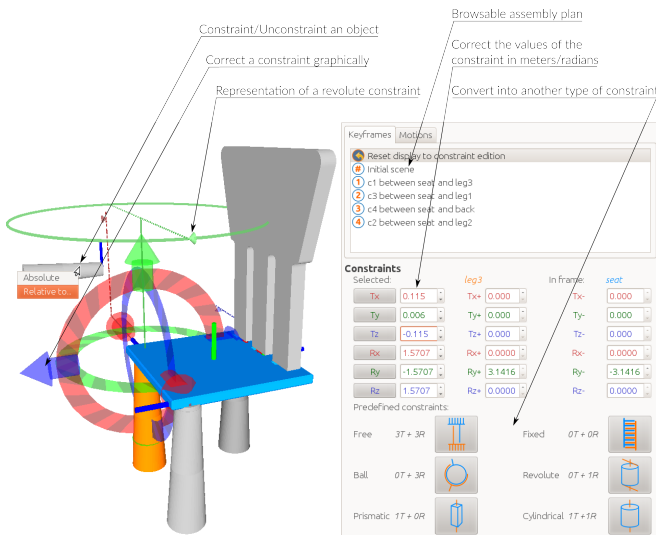 Browsable assembly plan
Constraint/Unconstraint an object
Correct the values of the
constraint in meters/radians
Correct a constraint graphically
Representation of a revolute constraint
Convert into another type of constraint
Keyframes Motions
Reset display to constraint edition
# Initial scene
1 c1 between seat and leg3
2 c3 between seat and leg1
3 c4 between seat and back
4 c2 between seat and leg2
Absolute
Relative to...
Constraints
Selected: leg3 In frame: seat
Tx 0.115 Tx+ 0.000 Tx- 0.000
Ty 0.006 Ty+ 0.000 Ty- 0.000
Tz -0.115 Tz+ 0.000 Tz- 0.000
Rx 1.5707 Rx+ 0.0000 Rx- 0.0000
Ry -1.5707 Ry+ 3.1416 Ry- -3.1416
Rz 1.5707 Rz+ 0.0000 Rz- 0.0000
Predefined constraints:
Free 3T + 3R Fixed 0T + 0R
Ball 0T + 3R Revolute 0T + 1R
Prismatic 1T + 0R Cylindrical 1T +1R